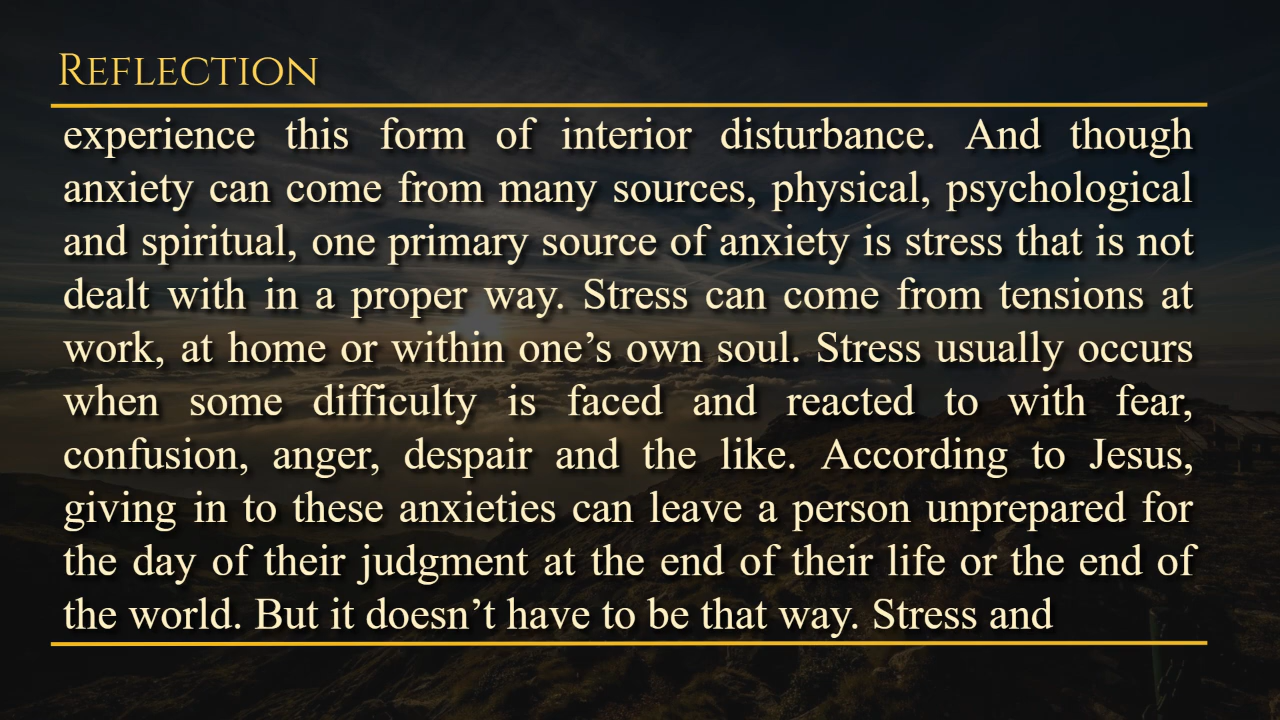 Reflection
experience this form of interior disturbance. And though
anxiety can come from many sources, physical, psychological
and spiritual, one primary source of anxiety is stress that is not
dealt with in a proper way. Stress can come from tensions at
work, at home or within one’s own soul. Stress usually occurs
when some difficulty is faced and reacted to with fear,
confusion, anger, despair and the like. According to Jesus,
giving in to these anxieties can leave a person unprepared for
the day of their judgment at the end of their life or the end of
the world. But it doesn’t have to be that way. Stress and